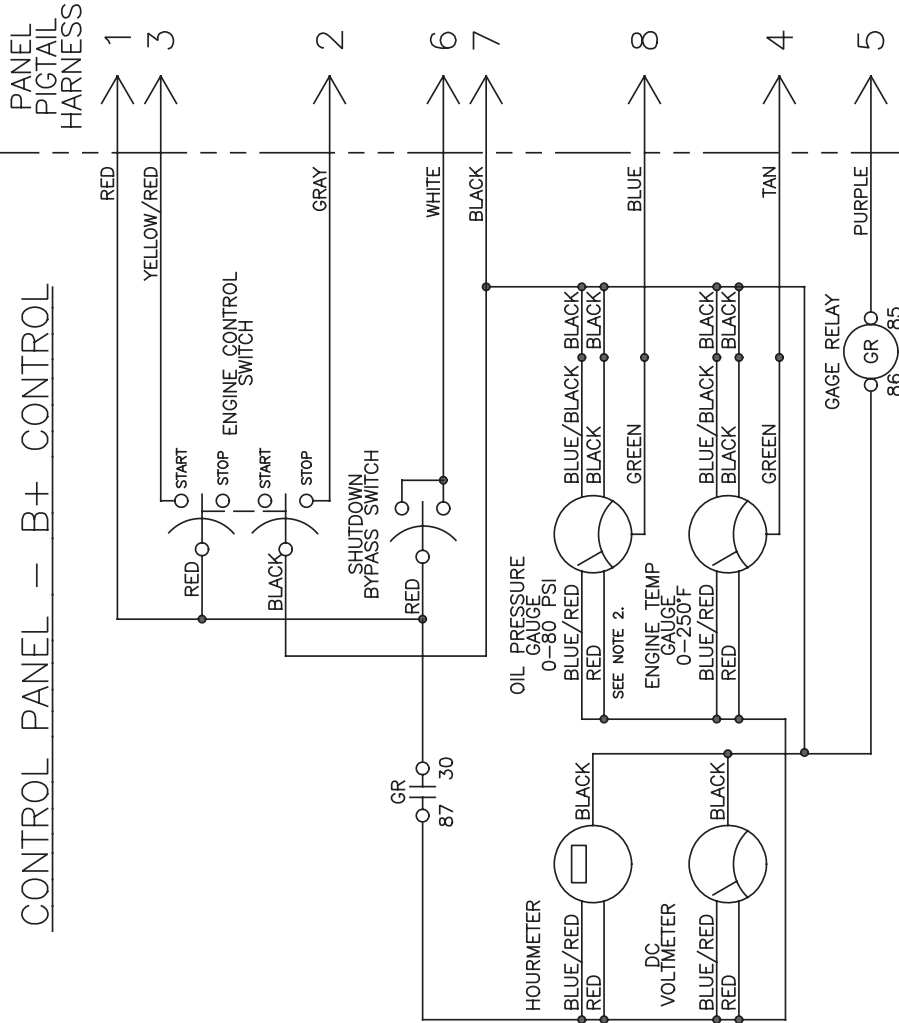 CONTROL PANEL – B+ CONTROL
PANEL
PIGTAIL
HARNESS
1
3
2
6
7
8
4
5
RED
YELLOW/RED
GRAY
WHITE
BLACK
BLUE
TAN
PURPLE
START
STOP
START
STOP
ENGINE CONTROL
SWITCH
RED
BLACK
SHUTDOWN
BYPASS SWITCH
RED
GR
30
87
OIL PRESSURE
GAUGE
0–80 PSI
BLUE/RED
RED
SEE NOTE 2.
BLUE/BLACK
BLACK
BLACK
BLACK
GREEN
ENGINE TEMP
GAUGE
0–250°F
BLUE/RED
RED
BLUE/BLACK
BLACK
BLACK
BLACK
GREEN
GAGE RELAY
GR
85
86
HOURMETER
BLUE/RED
RED
BLACK
DC
VOLTMETER
BLUE/RED
RED
BLACK